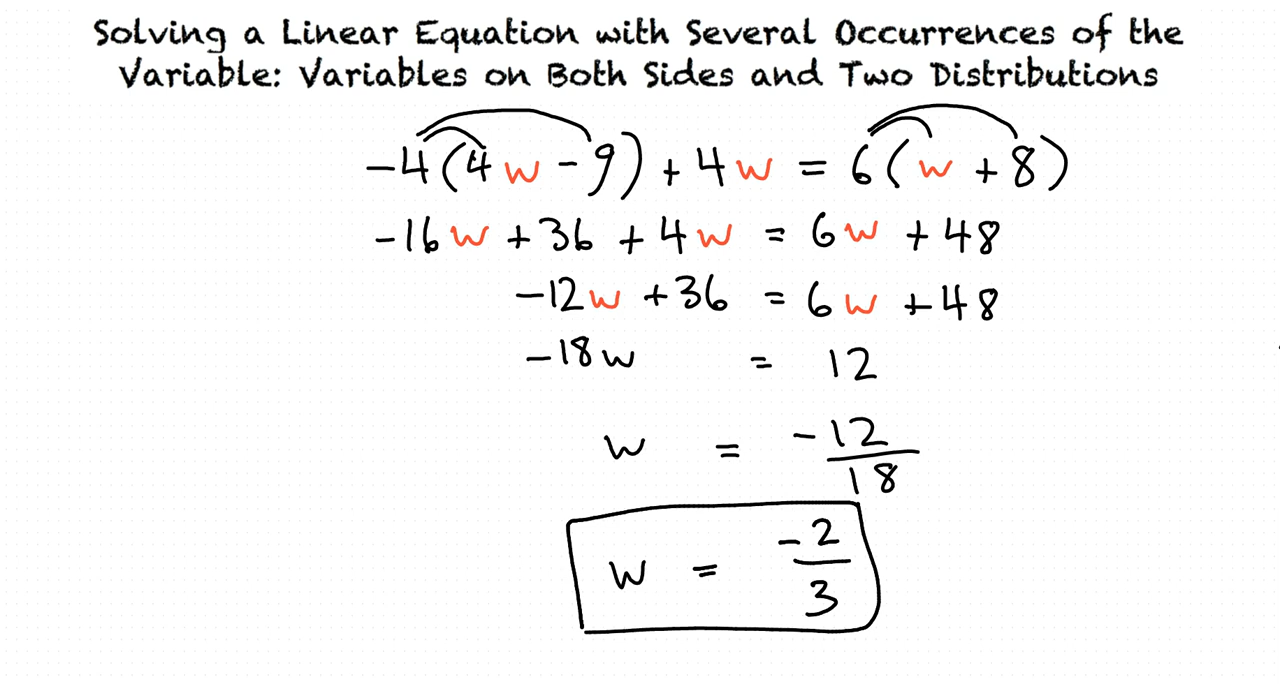 Solving a Linear Equation with Several Occurrences of the
Variable: Variables on Both Sides and Two Distributions
-4(4w - 9) + 4w = 6(w + 8)
-16w + 36 + 4w = 6w + 48
-12w + 36 = 6w + 48
-18w = 12
w = -12/18
w = -2/3